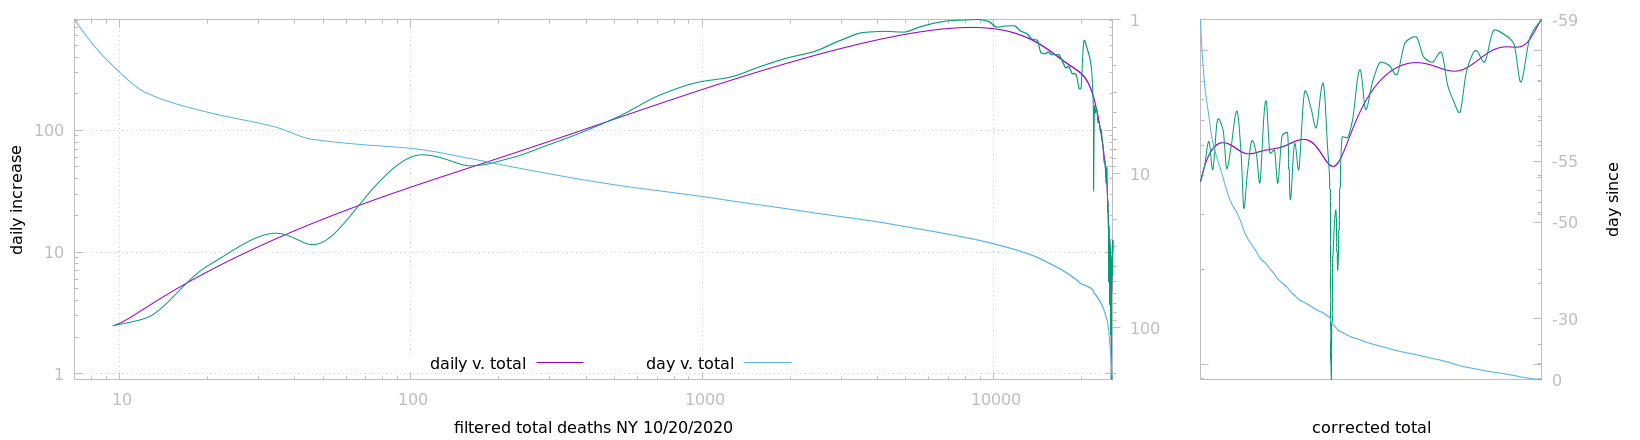 daily increase
100
10
1
10
100
1000
10000
filtered total deaths NY 10/20/2020
daily v. total
day v. total
1
10
100
-59
-55
-50
-30
0
day since
corrected total